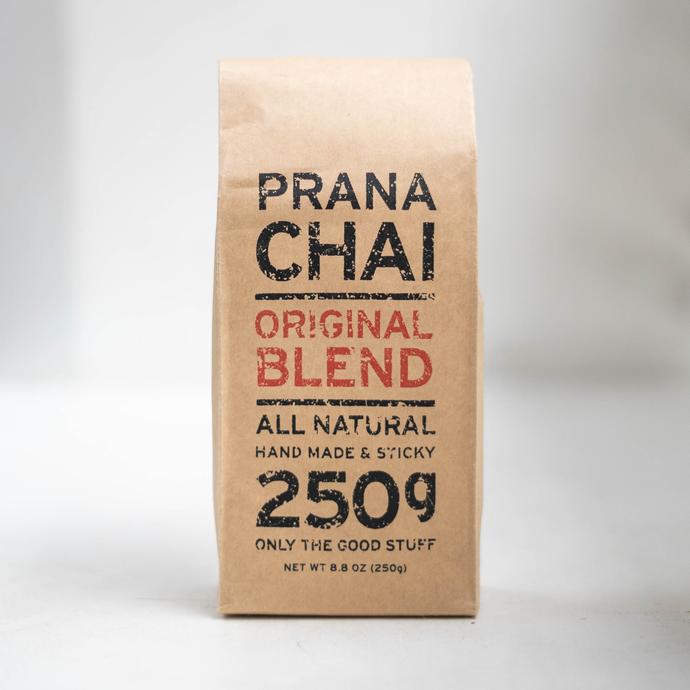 PRANA
CHAI
ORIGINAL
BLEND
ALL NATURAL
HAND MADE & STICKY
250g
ONLY THE GOOD STUFF
NET WT 8.8 OZ (250g)